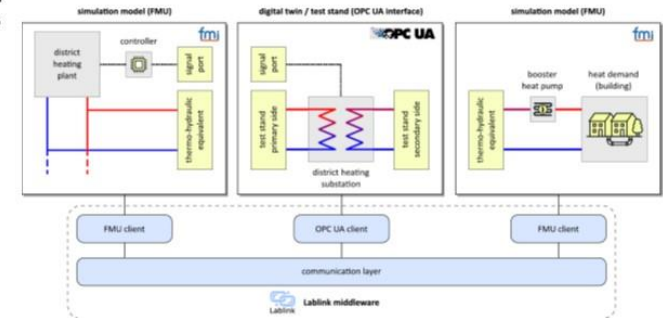 simulation model (FMU)
fmi
district
heating
plant
controller
signal
port
thermo-hydraulic
equivalent
digital twin / test stand (OPC UA interface)
OPC UA
signal
port
test stand
primary side
test stand
secondary side
district heating
substation
simulation model (FMU)
fmi
thermo-hydraulic
equivalent
booster
heat pump
heat demand
(building)
FMU client
OPC UA client
FMU client
communication layer
Lablink
Lablink middleware